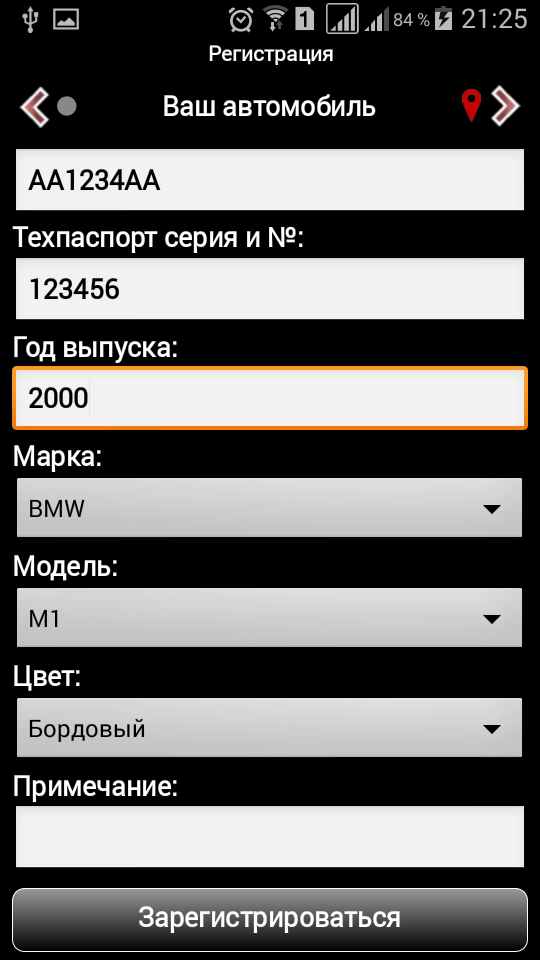 1 84 % 21:25
Регистрация
Ваш автомобиль
AA1234AA
Техпаспорт серия и №:
123456
Год выпуска:
2000
Марка:
BMW
Модель:
M1
Цвет:
Бордовый
Примечание:
Зарегистрироваться